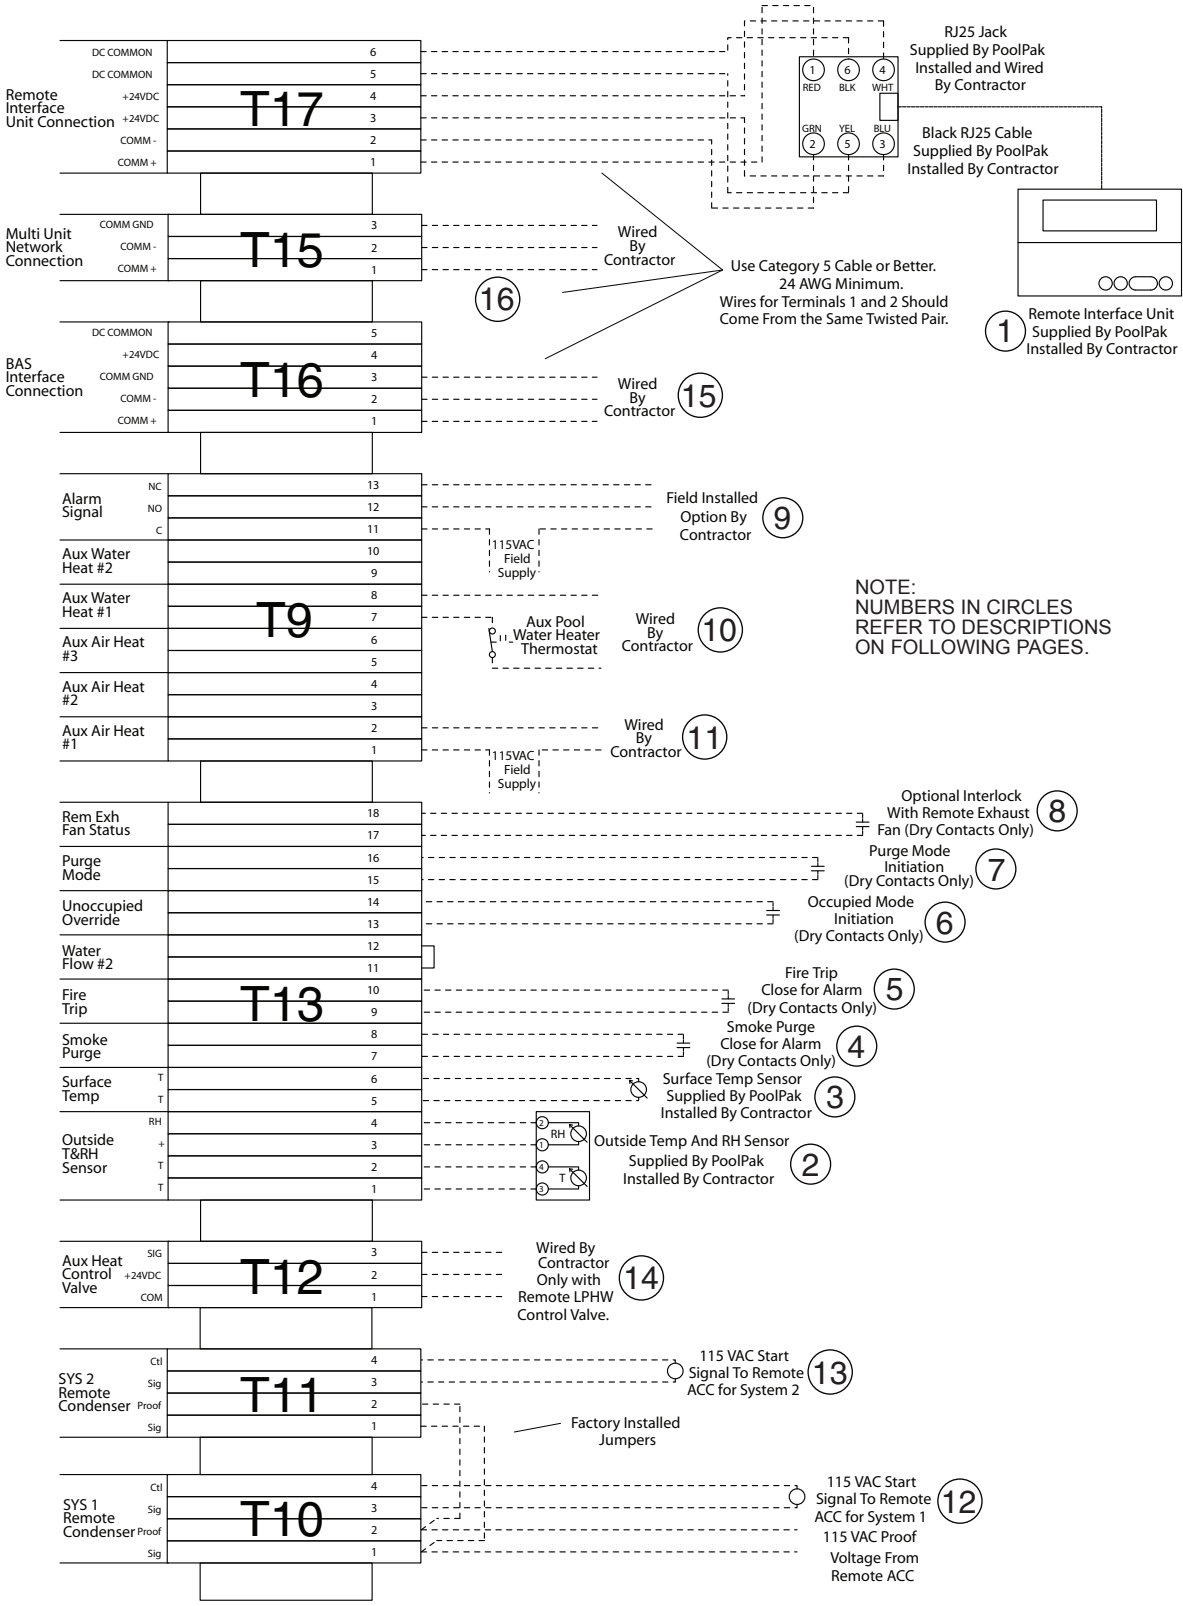 DC COMMON 6
DC COMMON 5
+24VDC 4
+24VDC 3
COMM - 2
COMM + 1
Remote
Interface
Unit Connection
T17
1 6 4
RED BLK WHT
GRN YEL BLU
2 5 3
RJ25 Jack
Supplied By PoolPak
Installed and Wired
By Contractor
Black RJ25 Cable
Supplied By PoolPak
Installed By Contractor
COMM GND 3
COMM - 2
COMM + 1
Multi Unit
Network
Connection
T15
Wired
By
Contractor
16
Use Category 5 Cable or Better.
24 AWG Minimum.
Wires for Terminals 1 and 2 Should
Come From the Same Twisted Pair.
1
Remote Interface Unit
Supplied By PoolPak
Installed By Contractor
DC COMMON 5
+24VDC 4
COMM GND 3
COMM - 2
COMM + 1
BAS
Interface
Connection
T16
Wired
By
Contractor
15
Alarm
Signal
NC 13
NO 12
C 11
Field Installed
Option By
Contractor
9
115VAC
Field
Supply
Aux Water
Heat #2
10
9
Aux Water
Heat #1
8
7
T9
Aux Pool
Water Heater
Thermostat
Wired
By
Contractor
10
NOTE:
NUMBERS IN CIRCLES
REFER TO DESCRIPTIONS
ON FOLLOWING PAGES.
Aux Air Heat
#3
6
5
Aux Air Heat
#2
4
3
Aux Air Heat
#1
2
1
Wired
By
Contractor
11
115VAC
Field
Supply
Rem Exh
Fan Status
18
17
Optional Interlock
With Remote Exhaust
Fan (Dry Contacts Only)
8
Purge
Mode
16
15
Purge Mode
Initiation
(Dry Contacts Only)
7
Unoccupied
Override
14
13
Occupied Mode
Initiation
(Dry Contacts Only)
6
Water
Flow #2
12
11
T13
Fire
Trip
10
9
Fire Trip
Close for Alarm
(Dry Contacts Only)
5
Smoke
Purge
8
7
Smoke Purge
Close for Alarm
(Dry Contacts Only)
4
Surface
Temp
T 6
T 5
Surface Temp Sensor
Supplied By PoolPak
Installed By Contractor
3
Outside
T&RH
Sensor
RH 4
+ 3
T 2
T 1
2
RH
1
4
T
3
Outside Temp And RH Sensor
Supplied By PoolPak
Installed By Contractor
2
Aux Heat
Control
Valve
SIG 3
+24VDC 2
COM 1
T12
Wired By
Contractor
Only with
Remote LPHW
Control Valve.
14
SYS 2
Remote
Condenser
Ctl 4
Sig 3
Proof 2
Sig 1
T11
115 VAC Start
Signal To Remote
ACC for System 2
13
Factory Installed
Jumpers
SYS 1
Remote
Condenser
Ctl 4
Sig 3
Proof 2
Sig 1
T10
115 VAC Start
Signal To Remote
ACC for System 1
12
115 VAC Proof
Voltage From
Remote ACC